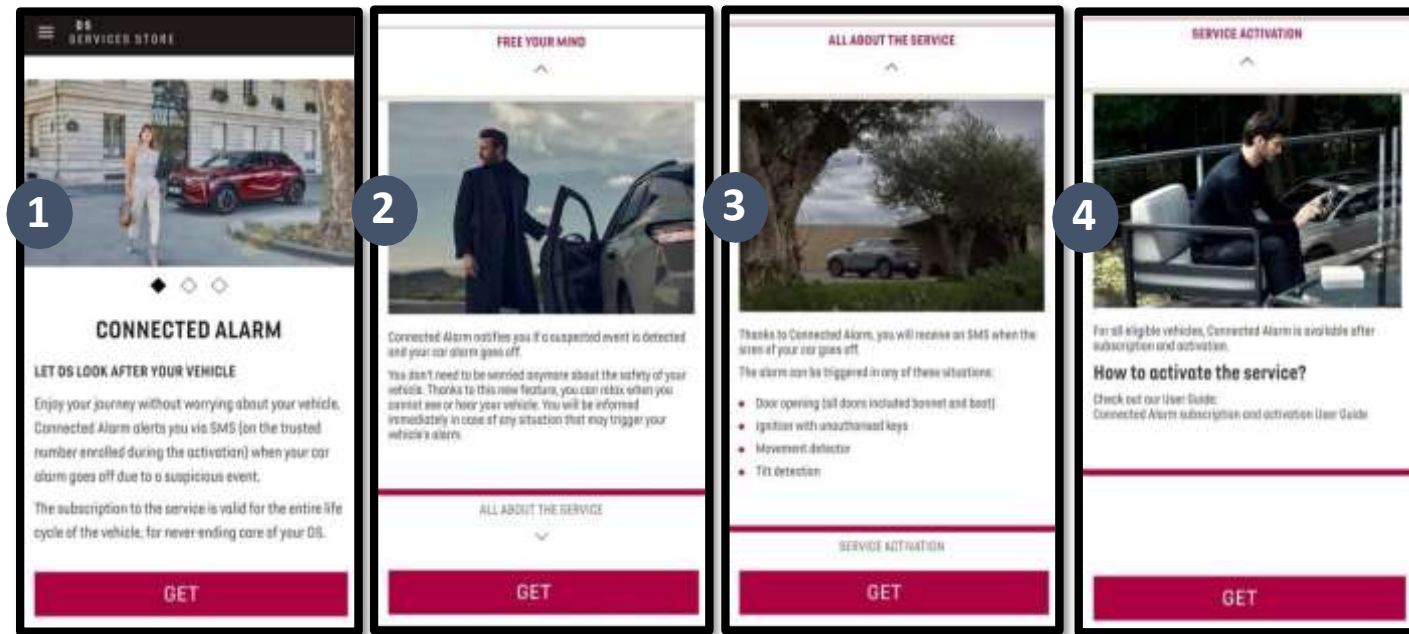 DS
SERVICES STORE
1
CONNECTED ALARM
LET DS LOOK AFTER YOUR VEHICLE
Enjoy your journey without worrying about your vehicle,
Connected Alarm alerts you via SMS (on the trusted
number enrolled during the activation) when your car
alarm goes off due to a suspicious event.
The subscription to the service is valid for the entire life
cycle of the vehicle, for never-ending care of your DS.
GET
FREE YOUR MIND
2
Connected Alarm notifies you if a suspected event is detected
and your car alarm goes off.
You don't need to be worried anymore about the safety of your
vehicle. Thanks to this new feature, you can relax when you
cannot see or hear your vehicle. You will be informed
immediately in case of any situation that may trigger your
vehicle's alarm.
ALL ABOUT THE SERVICE
GET
ALL ABOUT THE SERVICE
3
Thanks to Connected Alarm, you will receive an SMS when the
siren of your car goes off.
The alarm can be triggered in any of these situations:
• Door opening (all doors included bonnet and boot)
• Ignition with unauthorised keys
• Movement detector
• Tilt detection
SERVICE ACTIVATION
GET
SERVICE ACTIVATION
4
For all eligible vehicles, Connected Alarm is available after
subscription and activation.
How to activate the service?
Check out our User Guide:
Connected Alarm subscription and activation User Guide
GET